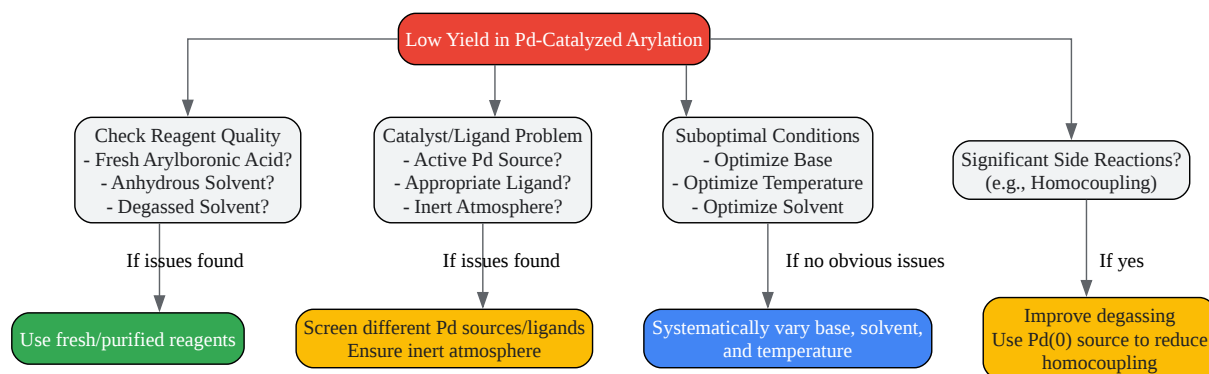 Low Yield in Pd-Catalyzed Arylation
Check Reagent Quality
- Fresh Arylboronic Acid?
- Anhydrous Solvent?
- Degassed Solvent?
Catalyst/Ligand Problem
- Active Pd Source?
- Appropriate Ligand?
- Inert Atmosphere?
Suboptimal Conditions
- Optimize Base
- Optimize Temperature
- Optimize Solvent
Significant Side Reactions?
(e.g., Homocoupling)
If issues found
If issues found
If no obvious issues
If yes
Use fresh/purified reagents
Screen different Pd sources/ligands
Ensure inert atmosphere
Systematically vary base, solvent,
and temperature
Improve degassing
Use Pd(0) source to reduce
homocoupling